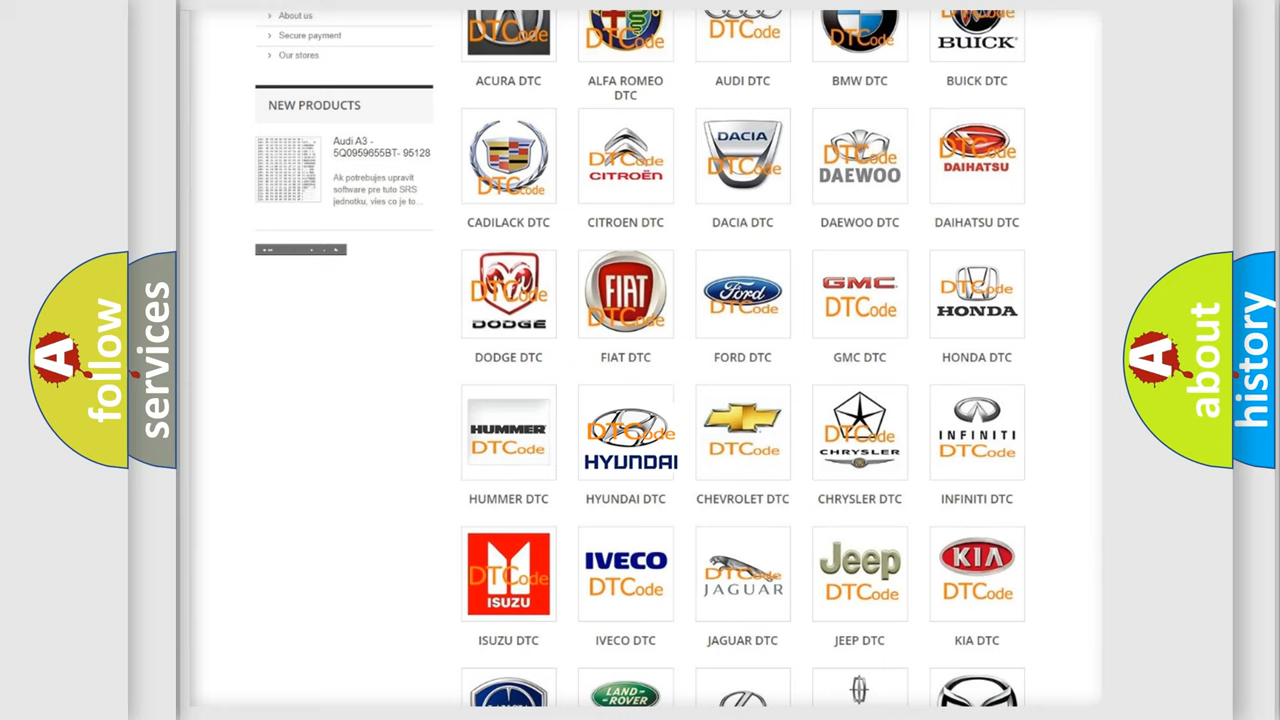 About us
Secure payment
Our stores
NEW PRODUCTS
Audi A3 -
5Q0959655BT- 95128
Ak potrebujes upravit
software pre tuto SRS
jednotku, vies co je to...
DTCode
DTCode
DTCode
DTCode
BUICK
ACURA DTC
ALFA ROMEO
DTC
AUDI DTC
BMW DTC
BUICK DTC
DTCode
DTCode
CITROËN
DACIA
DTCode
DTCode
DAEWOO
DTCode
DAIHATSU
CADILACK DTC
CITROEN DTC
DACIA DTC
DAEWOO DTC
DAIHATSU DTC
DTCode
DODGE
FIAT
DTCode
Ford
DTCode
GMC
DTCode
DTCode
HONDA
DODGE DTC
FIAT DTC
FORD DTC
GMC DTC
HONDA DTC
HUMMER
DTCode
DTCode
HYUNDAI
DTCode
DTCode
CHRYSLER
INFINITI
DTCode
HUMMER DTC
HYUNDAI DTC
CHEVROLET DTC
CHRYSLER DTC
INFINITI DTC
DTCode
ISUZU
IVECO
DTCode
DTCode
JAGUAR
Jeep
DTCode
KIA
DTCode
ISUZU DTC
IVECO DTC
JAGUAR DTC
JEEP DTC
KIA DTC
LAND-
ROVER
A
follow
services
A
about
history